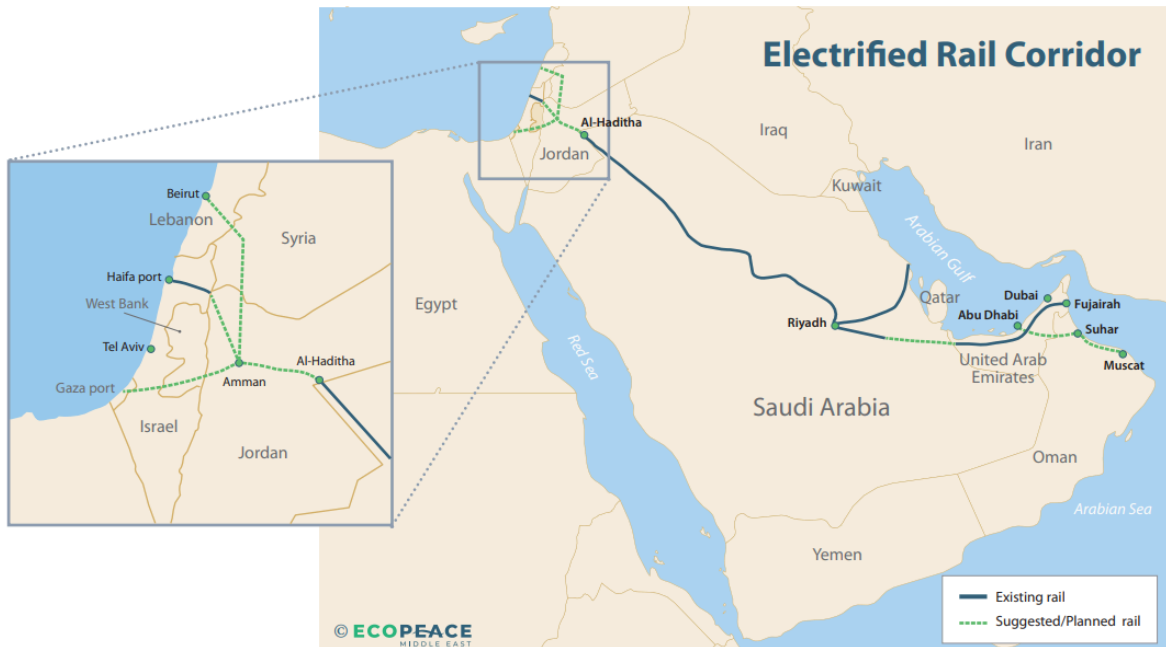 Electrified Rail Corridor
Al-Haditha
Jordan
Iraq
Iran
Kuwait
Arabian Gulf
Egypt
Red Sea
Riyadh
Qatar
Dubai
Abu Dhabi
Fujairah
Suhar
Muscat
United Arab
Emirates
Saudi Arabia
Oman
Yemen
Arabian Sea
Beirut
Lebanon
Syria
Haifa port
West Bank
Tel Aviv
Al-Haditha
Amman
Gaza port
Israel
Jordan
Existing rail
Suggested/Planned rail
© ECOPEACE
MIDDLE EAST